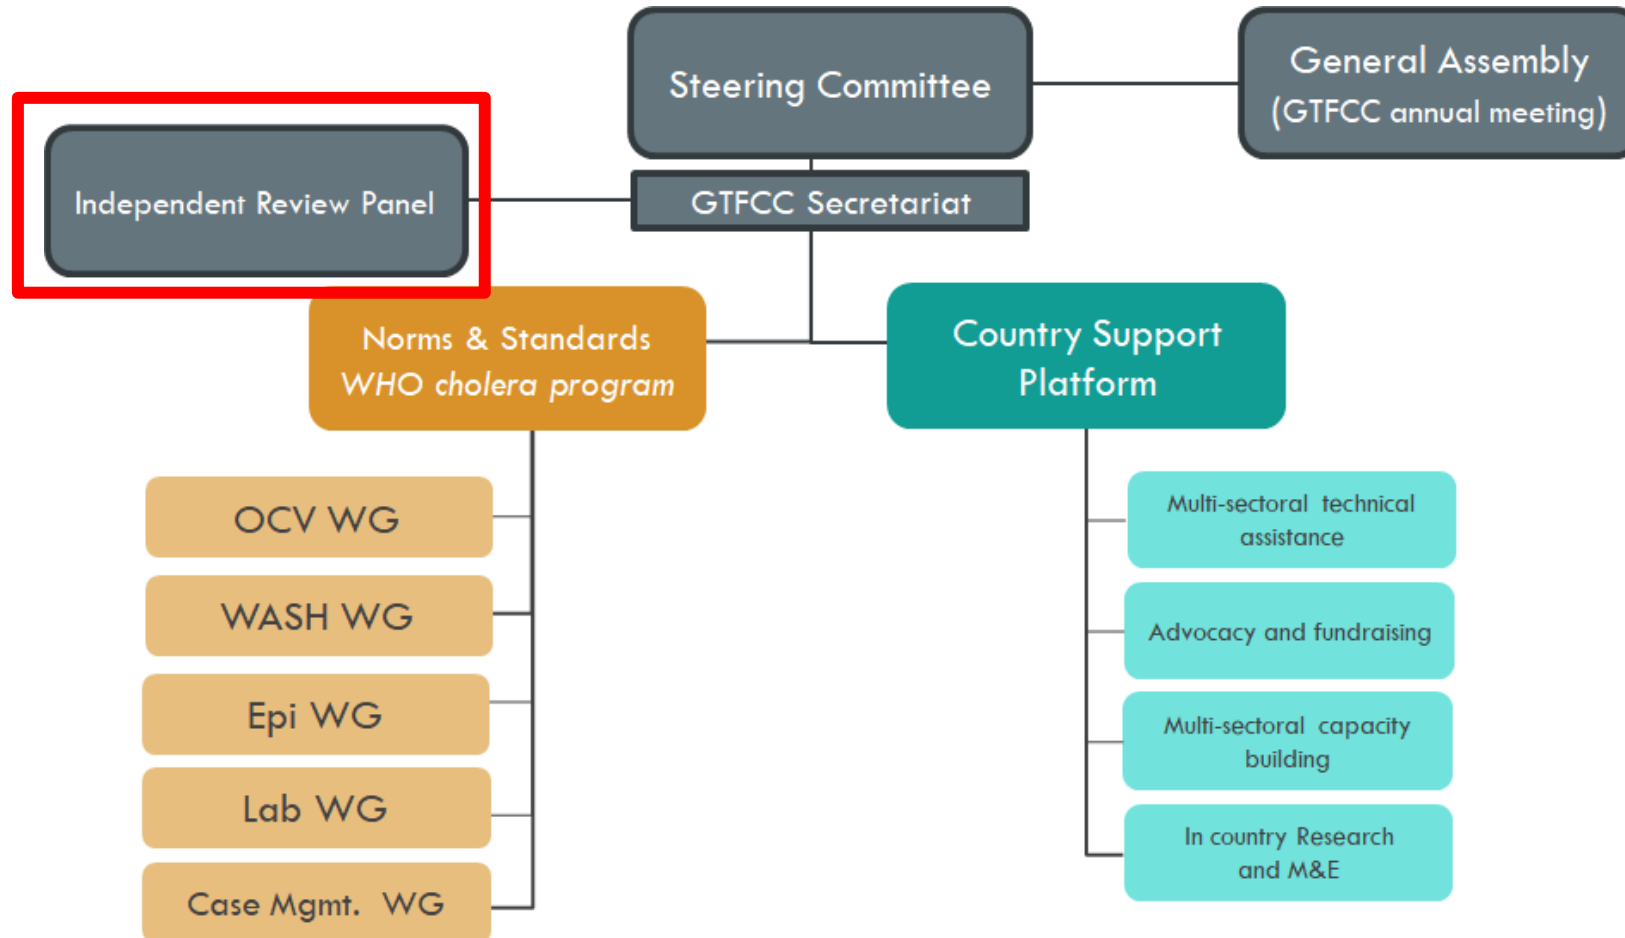 Steering Committee
General Assembly
(GTFCC annual meeting)
Independent Review Panel
GTFCC Secretariat
Norms & Standards
WHO cholera program
Country Support
Platform
OCV WG
WASH WG
Epi WG
Lab WG
Case Mgmt. WG
Multi-sectoral technical
assistance
Advocacy and fundraising
Multi-sectoral capacity
building
In country Research
and M&E